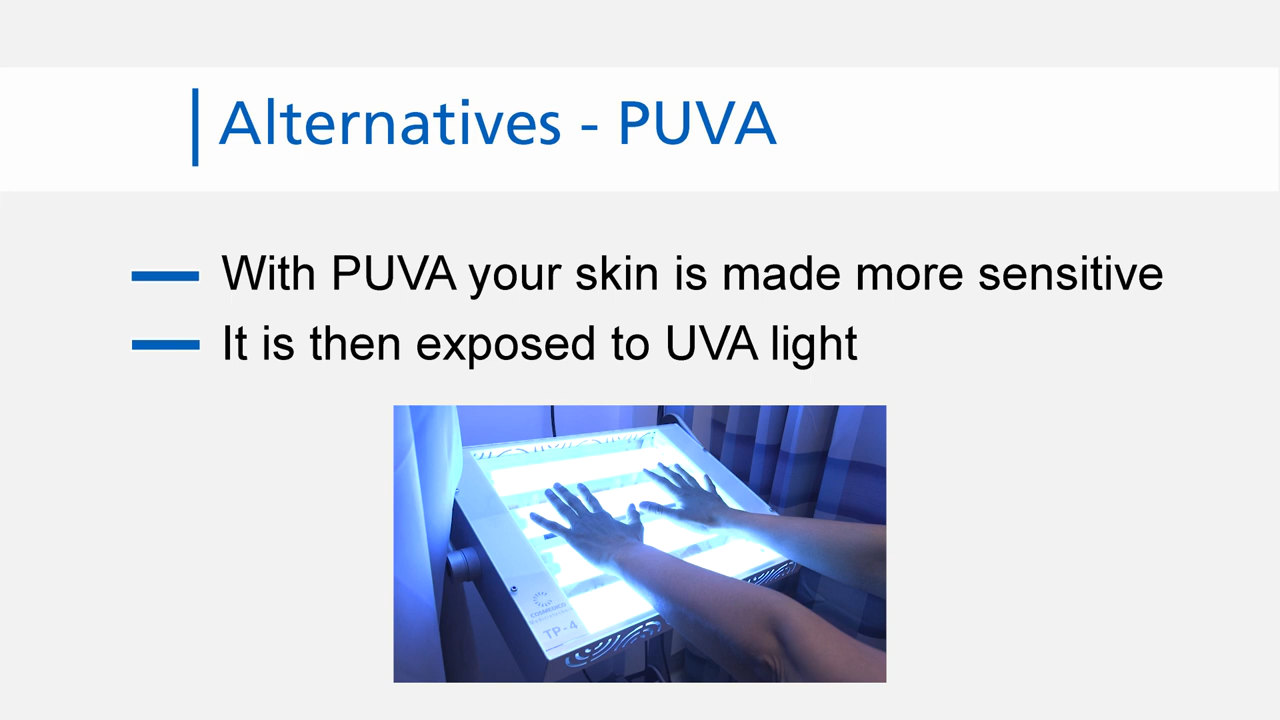 Alternatives - PUVA
With PUVA your skin is made more sensitive
It is then exposed to UVA light
COSMEDICO
TP-4